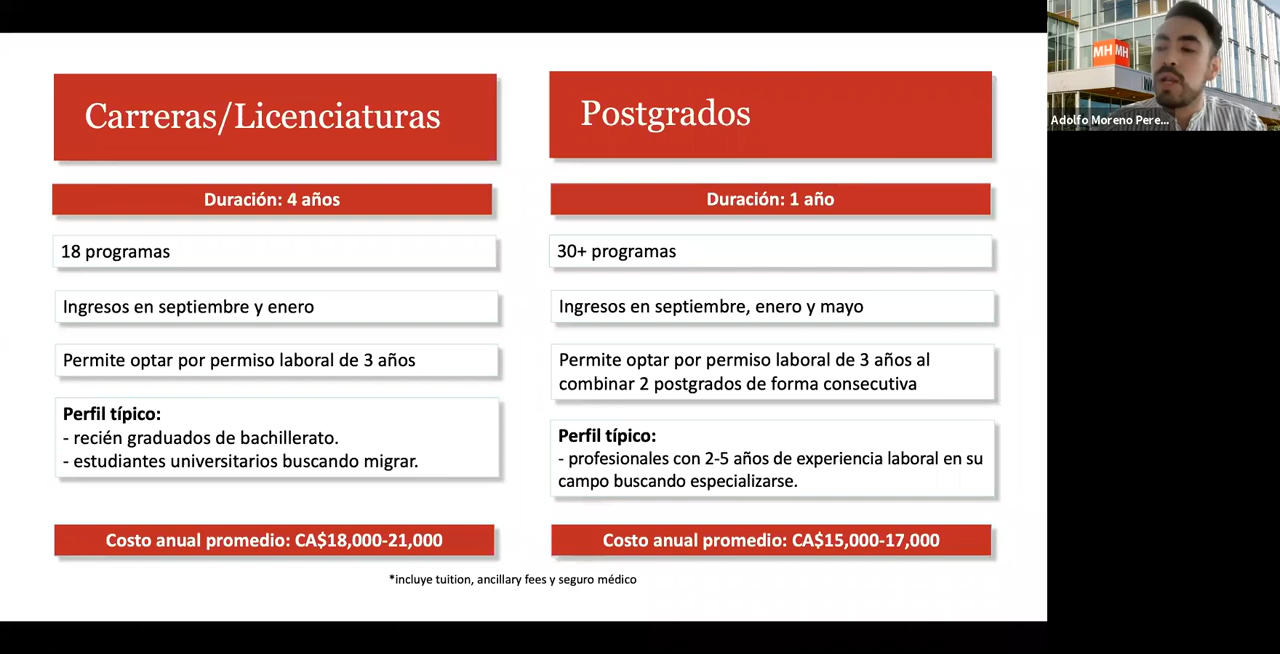 Carreras/Licenciaturas
Duración: 4 años
18 programas
Ingresos en septiembre y enero
Permite optar por permiso laboral de 3 años
Perfil típico:
- recién graduados de bachillerato.
- estudiantes universitarios buscando migrar.
Costo anual promedio: CA$18,000-21,000
Postgrados
Duración: 1 año
30+ programas
Ingresos en septiembre, enero y mayo
Permite optar por permiso laboral de 3 años al
combinar 2 postgrados de forma consecutiva
Perfil típico:
- profesionales con 2-5 años de experiencia laboral en su
campo buscando especializarse.
Costo anual promedio: CA$15,000-17,000
*incluye tuition, ancillary fees y seguro médico
MH MH
Adolfo Moreno Pere...